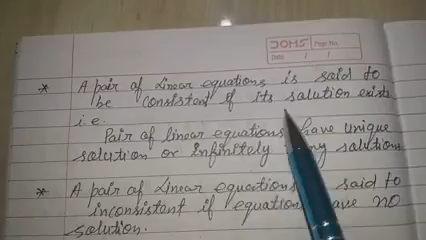 DOMS Page No.
Date / /
* A pair of Linear equations is said to
be consistent if its solution exists
i.e.
Pair of linear equations have unique
solution or Infinitely solutions
* A pair of Linear equations said to
inconsistent if equation have no
solution.